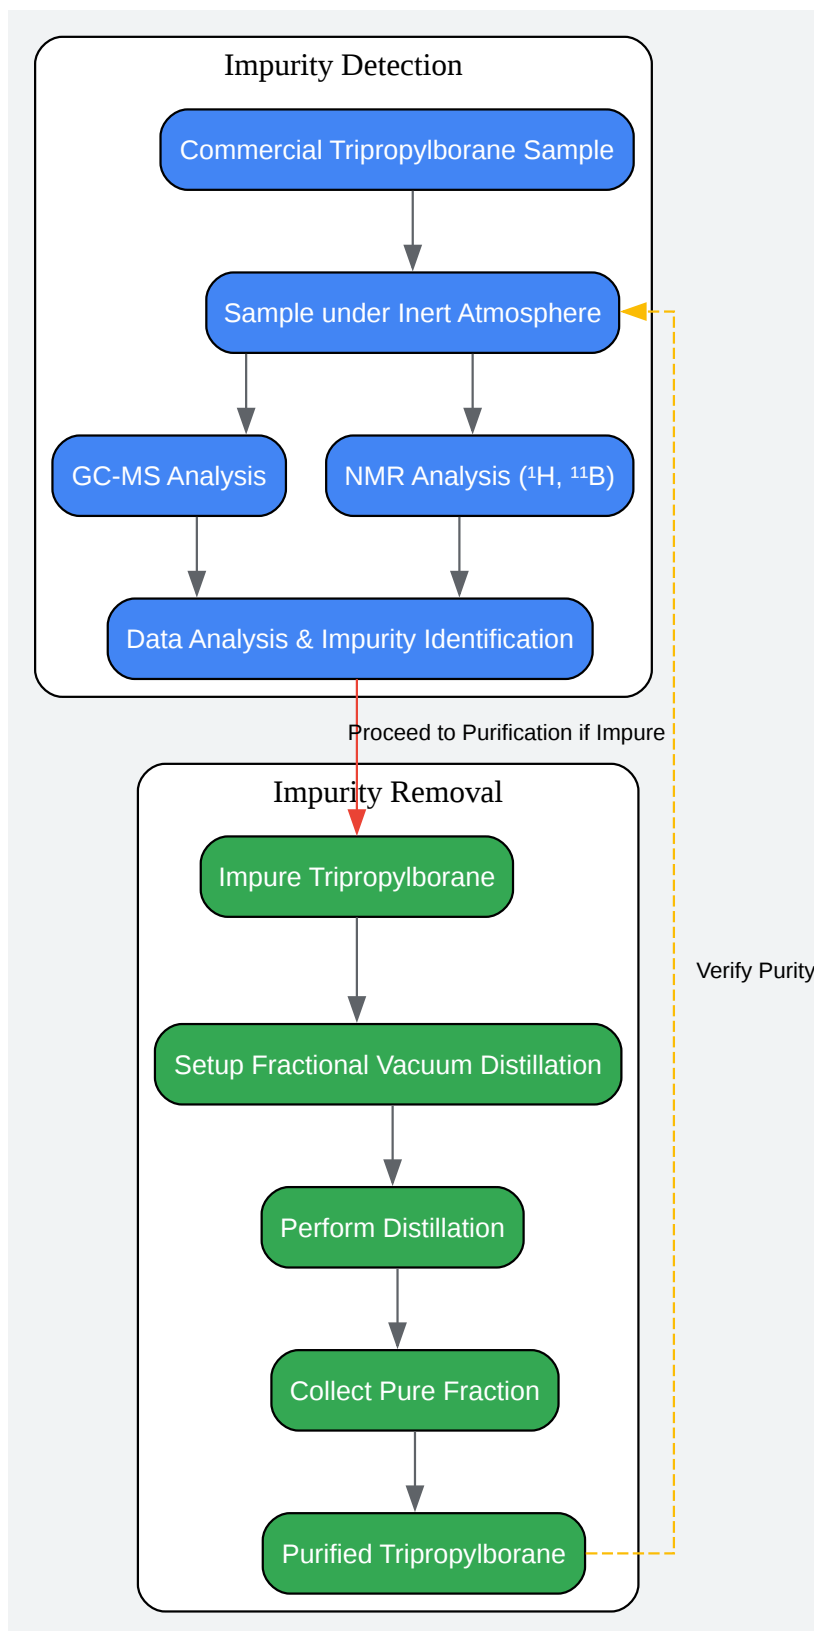 Impurity Detection
Commercial Tripropylborane Sample
Sample under Inert Atmosphere
GC-MS Analysis
NMR Analysis (¹H, ¹¹B)
Data Analysis & Impurity Identification
Proceed to Purification if Impure
Impurity Removal
Impure Tripropylborane
Verify Purity
Setup Fractional Vacuum Distillation
Perform Distillation
Collect Pure Fraction
Purified Tripropylborane